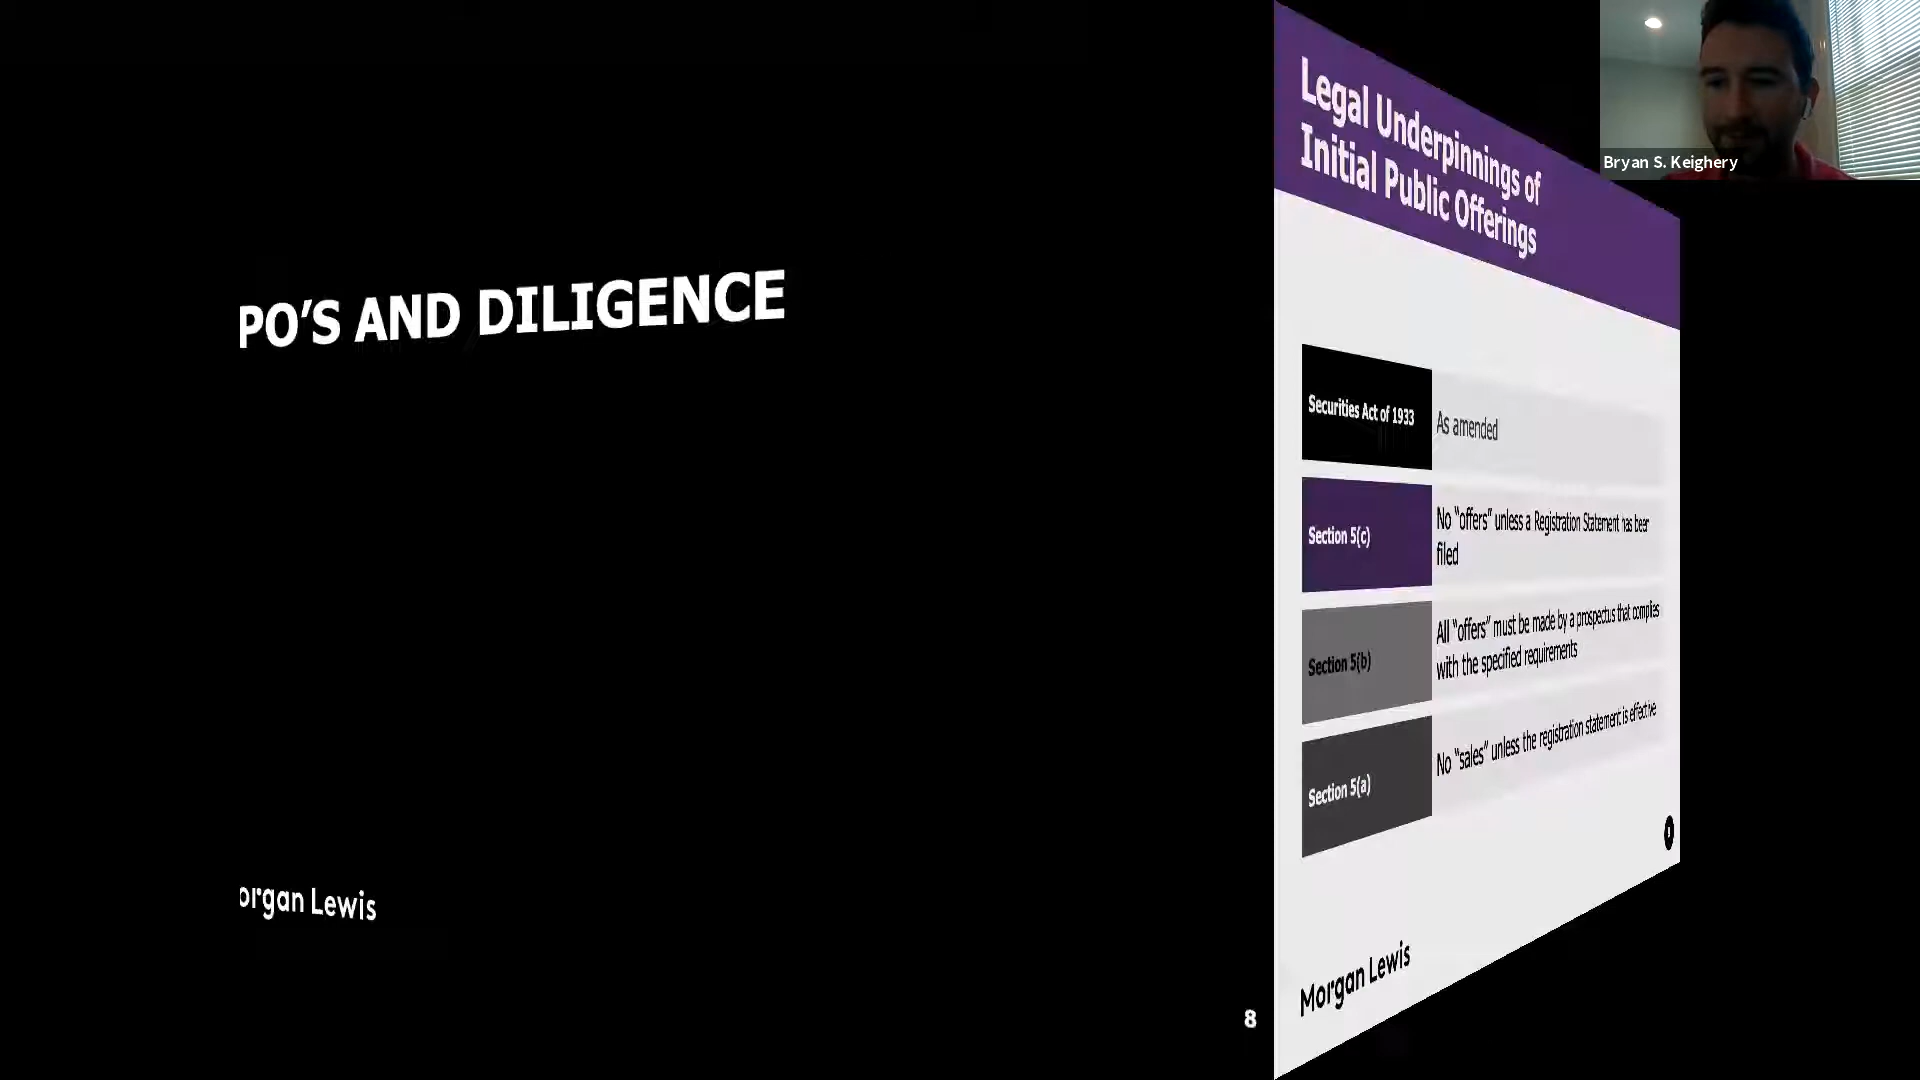 PO’S AND DILIGENCE
organ Lewis
8
Legal Underpinnings of
Initial Public Offerings
Securities Act of 1933
As amended
Section 5(c)
No “offers” unless a Registration Statement has been
filed
Section 5(b)
All “offers” must be made by a prospectus that complies
with the specified requirements
Section 5(a)
No “sales” unless the registration statement is effective
Morgan Lewis
Bryan S. Keighery